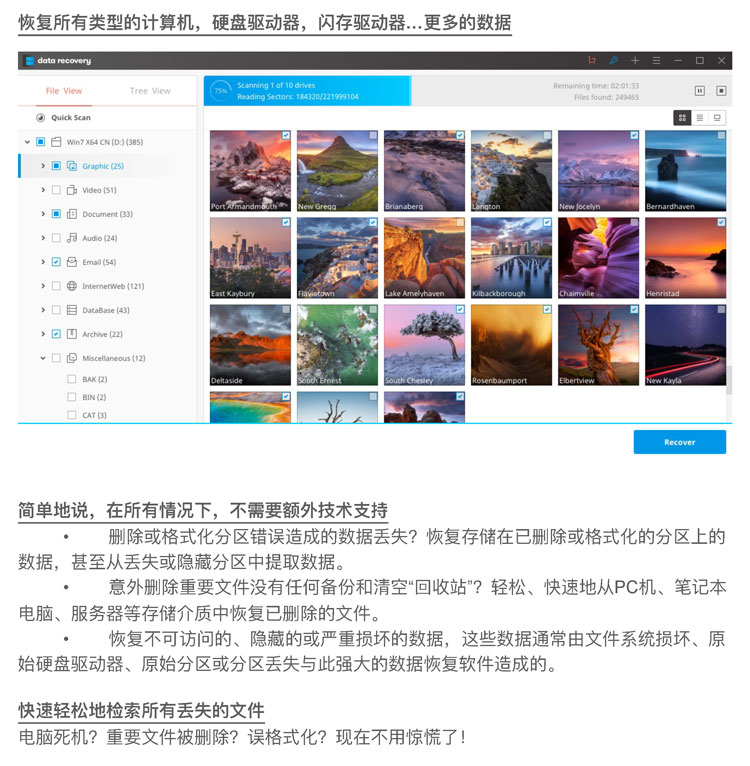 恢复所有类型的计算机，硬盘驱动器，闪存驱动器...更多的数据
data recovery
File View
Tree View
75%
Scanning 1 of 10 drives
Reading Sectors: 184320/221999104
Remaining time: 02:01:33
Files found: 249465
Quick Scan
Win7 X64 CN (D:) (385)
Graphic (25)
Video (51)
Document (33)
Audio (24)
Email (54)
InternetWeb (121)
DataBase (43)
Archive (22)
Miscellaneous (12)
BAK (2)
BIN (2)
CAT (3)
Port Armandmouth
New Gregg
Brianaberg
Langton
New Jocelyn
Bernardhaven
East Kaybury
Flaviotown
Lake Amelyhaven
Kilbackborough
Chaimville
Henristad
Deltaside
South Ernest
South Chesley
Rosenbaumport
Elbertview
New Kayla
Recover
简单地说，在所有情况下，不需要额外技术支持
• 删除或格式化分区错误造成的数据丢失？恢复存储在已删除或格式化的分区上的
数据，甚至从丢失或隐藏分区中提取数据。
• 意外删除重要文件没有任何备份和清空“回收站”？轻松、快速地从PC机、笔记本
电脑、服务器等存储介质中恢复已删除的文件。
• 恢复不可访问的、隐藏的或严重损坏的数据，这些数据通常由文件系统损坏、原
始硬盘驱动器、原始分区或分区丢失与此强大的数据恢复软件造成的。
快速轻松地检索所有丢失的文件
电脑死机？重要文件被删除？误格式化？现在不用惊慌了！